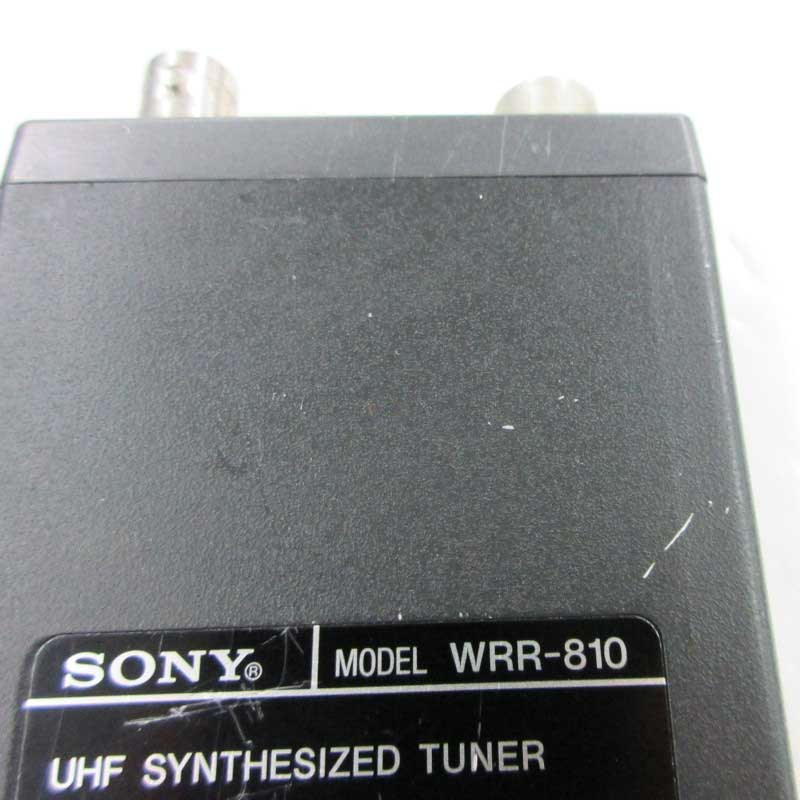 SONY® MODEL WRR-810
UHF SYNTHESIZED TUNER